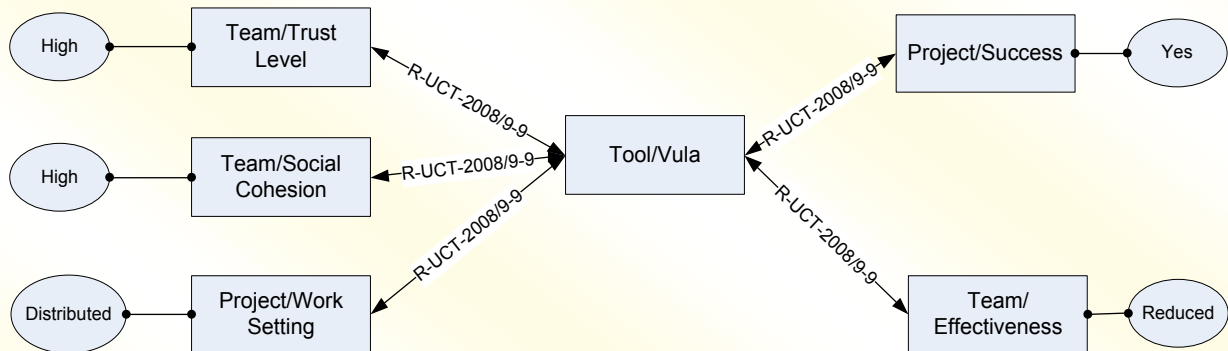 High
Team/Trust
Level
R-UCT-2008/9-9
High
Team/Social
Cohesion
R-UCT-2008/9-9
Distributed
Project/Work
Setting
R-UCT-2008/9-9
Tool/Vula
R-UCT-2008/9-9
Project/Success
Yes
R-UCT-2008/9-9
Team/
Effectiveness
Reduced